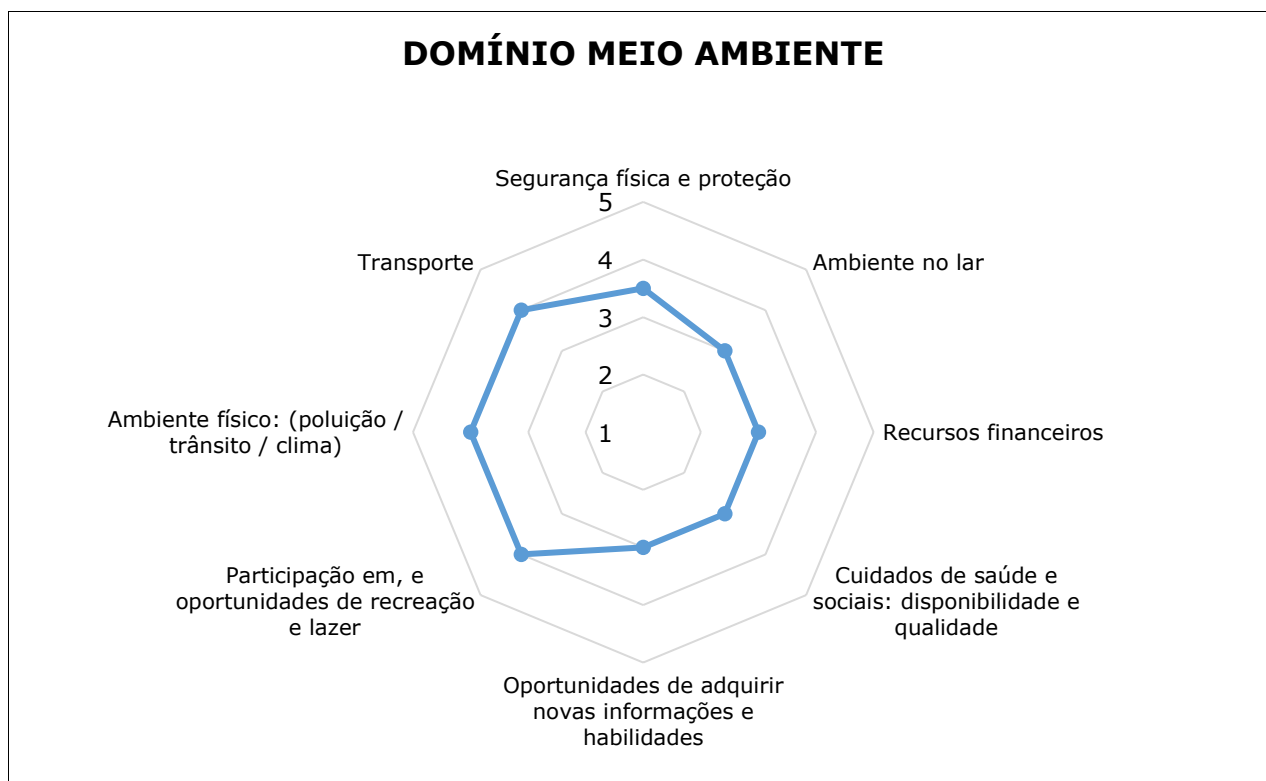 DOMÍNIO MEIO AMBIENTE
Segurança física e proteção
5
4
3
2
1
Ambiente no lar
Recursos financeiros
Cuidados de saúde e
sociais: disponibilidade e
qualidade
Oportunidades de adquirir
novas informações e
habilidades
Participação em, e
oportunidades de recreação
e lazer
Ambiente físico: (poluição /
trânsito / clima)
Transporte